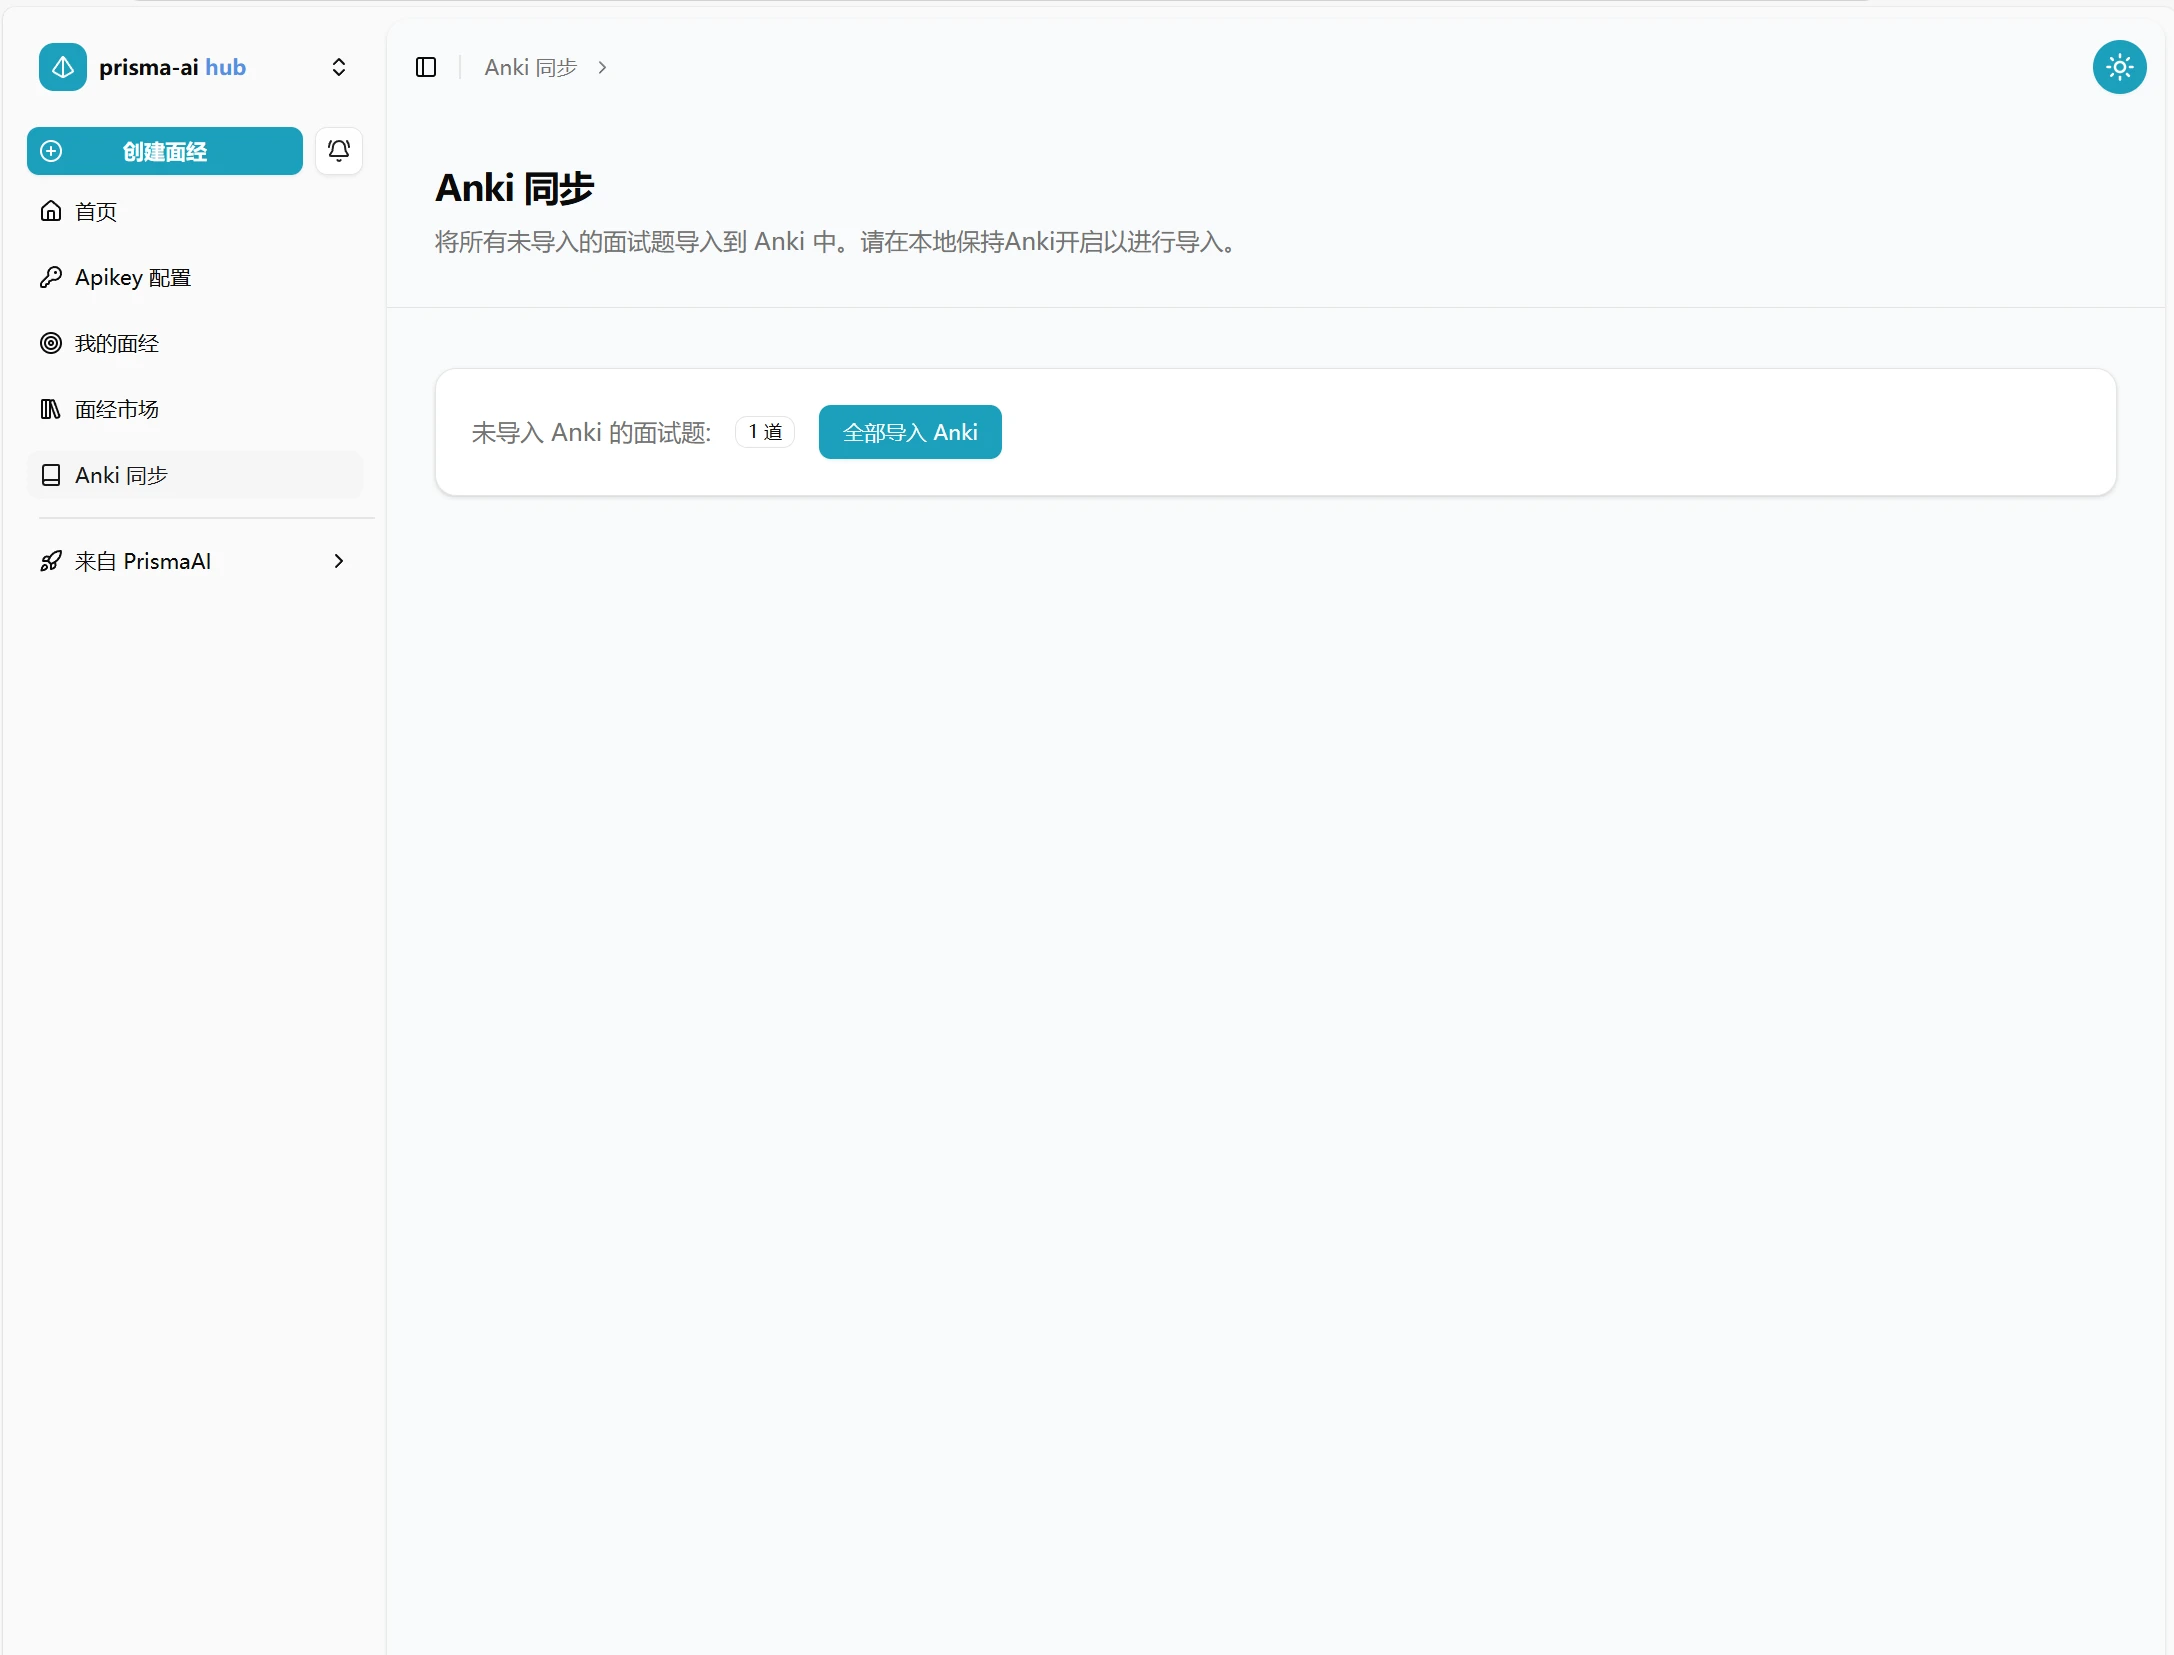 prisma-ai hub
创建面经
首页
Apikey 配置
我的面经
面经市场
Anki 同步
来自 PrismaAI
Anki 同步
Anki 同步
将所有未导入的面试题导入到 Anki 中。请在本地保持Anki开启以进行导入。
未导入 Anki 的面试题: 1 道 全部导入 Anki